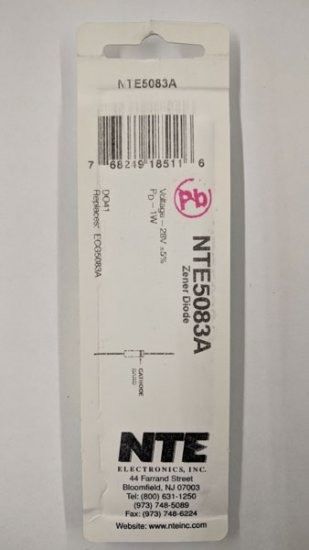 NTE5083A
7 68249 18511 6
Pb
NTE5083A
Zener Diode
Voltage – 28V ±5%
PD – 1W
DO41
Replaces: ECG5083A
CATHODE
BAND
NTE
ELECTRONICS, INC.
44 Farrand Street
Bloomfield, NJ 07003
Tel: (800) 631-1250
(973) 748-5089
Fax: (973) 748-6224
Website: www.nteinc.com